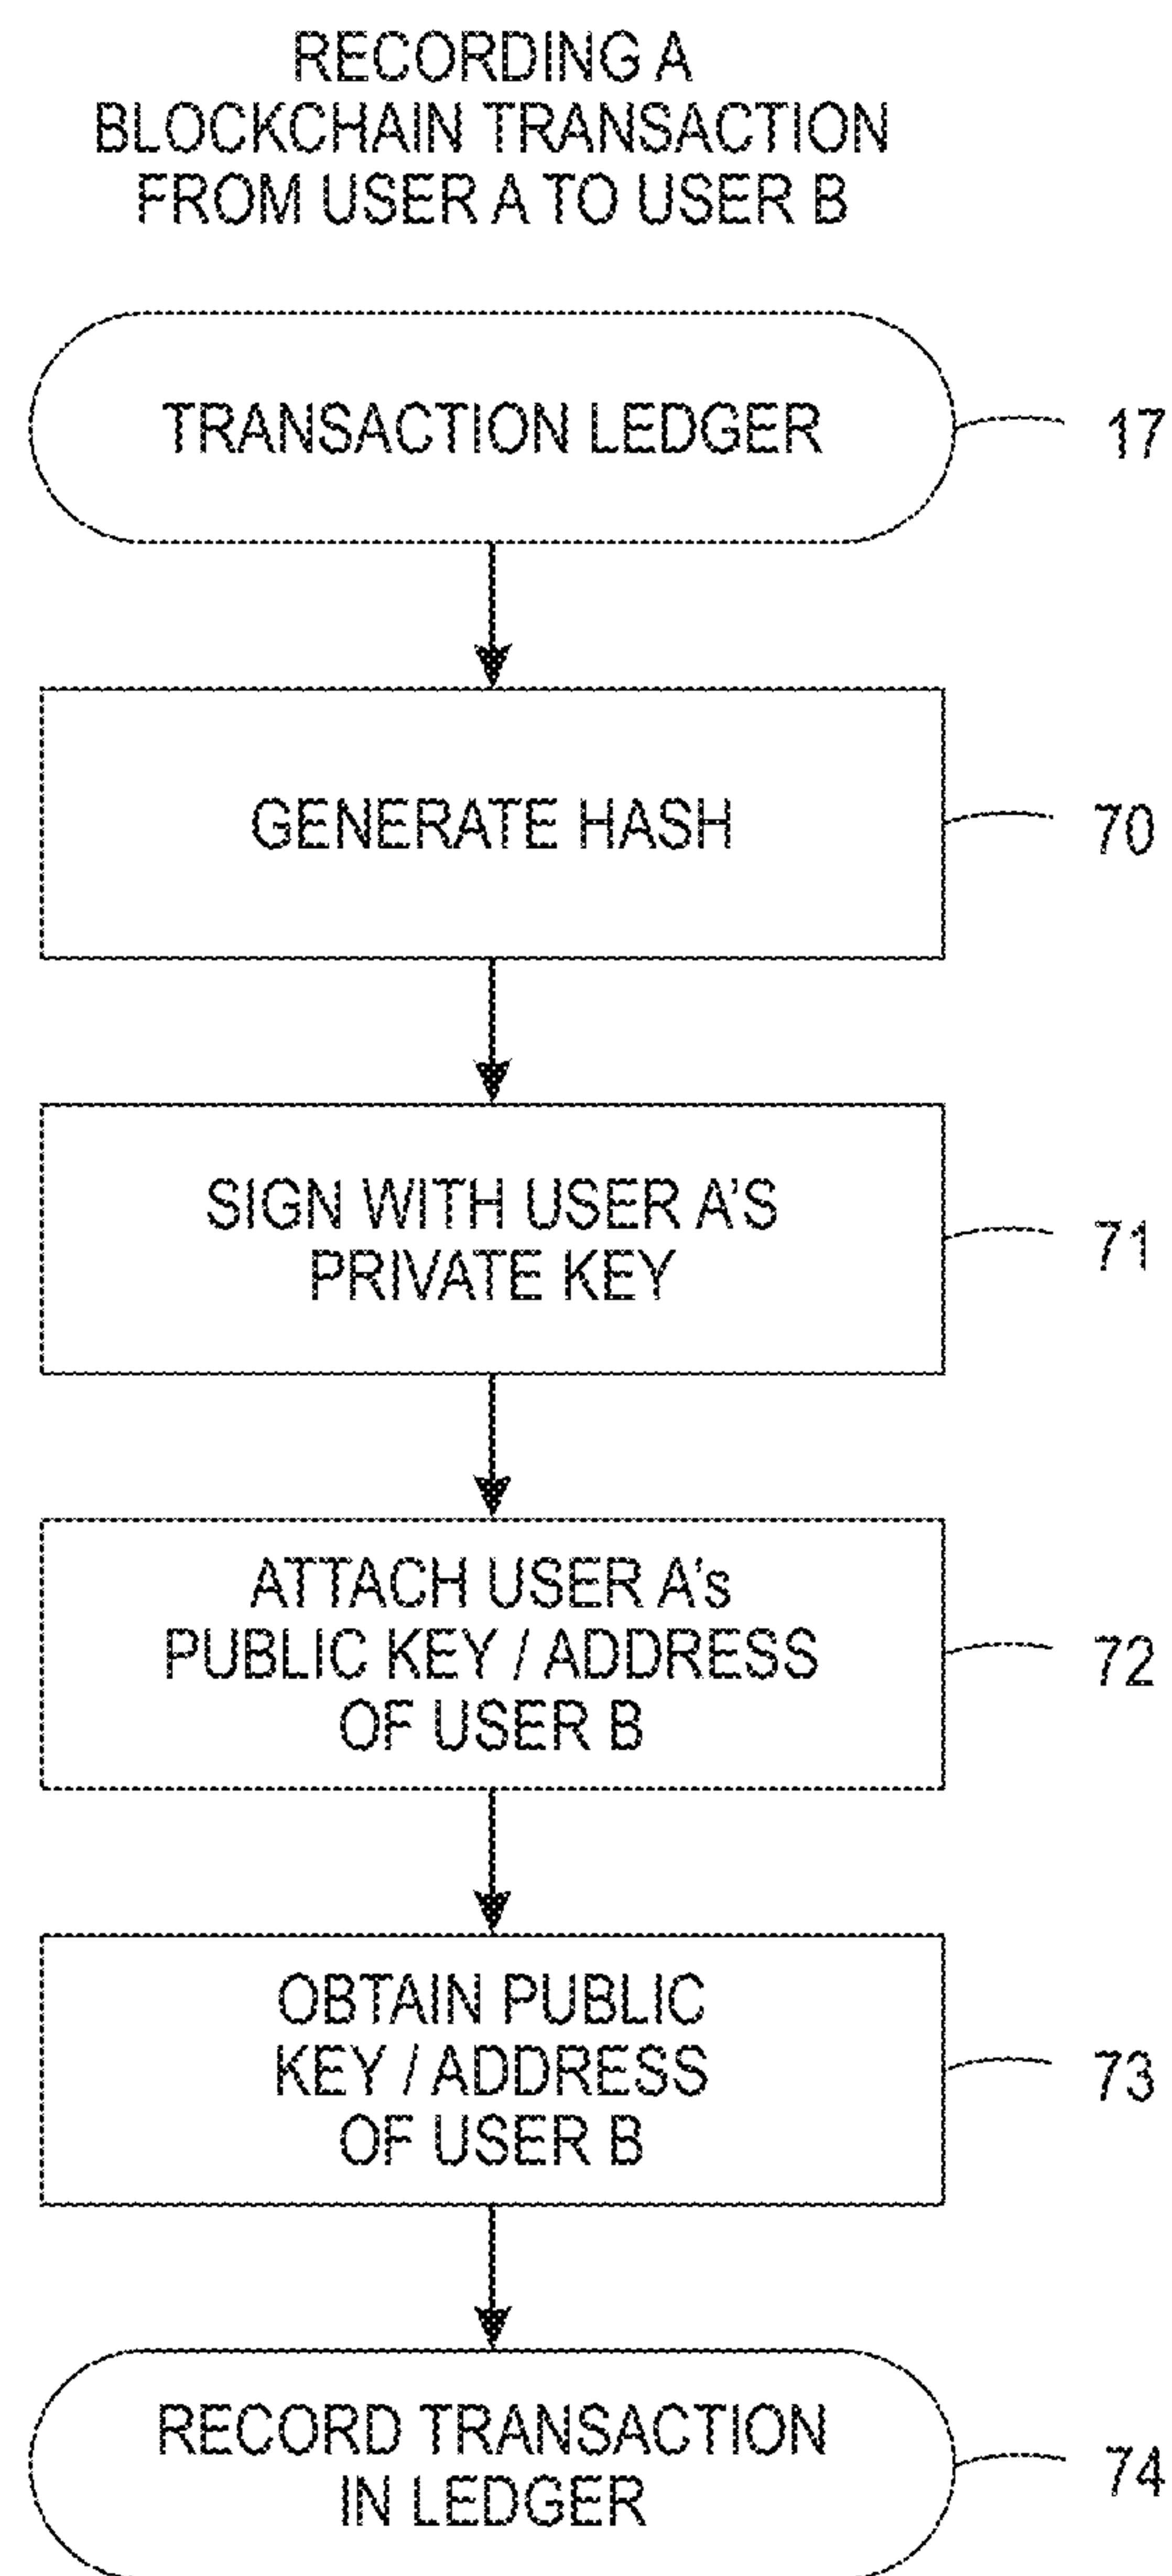 RECORDING A
BLOCKCHAIN TRANSACTION
FROM USER A TO USER B
TRANSACTION LEDGER
17
GENERATE HASH
70
SIGN WITH USER A'S
PRIVATE KEY
71
ATTACH USER A's
PUBLIC KEY / ADDRESS
OF USER B
72
OBTAIN PUBLIC
KEY / ADDRESS
OF USER B
73
RECORD TRANSACTION
IN LEDGER
74